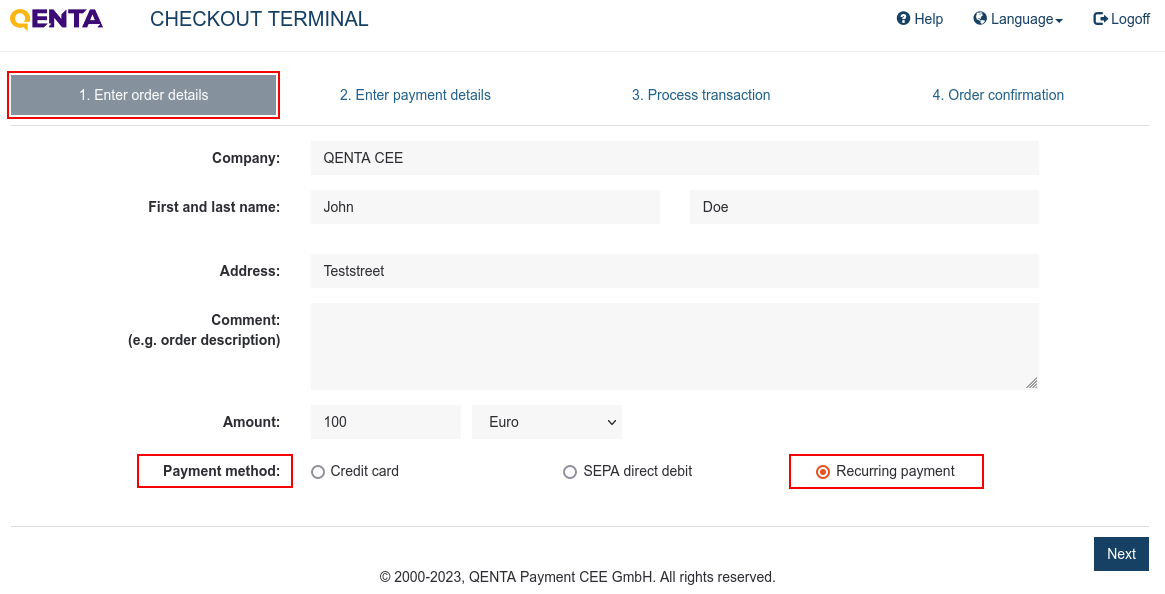 QENTA CHECKOUT TERMINAL Help Language Logoff
1. Enter order details 2. Enter payment details 3. Process transaction 4. Order confirmation
Company: QENTA CEE
First and last name: John Doe
Address: Teststreet
Comment:
(e.g. order description)
Amount: 100 Euro
Payment method: Credit card SEPA direct debit Recurring payment
Next
© 2000-2023, QENTA Payment CEE GmbH. All rights reserved.